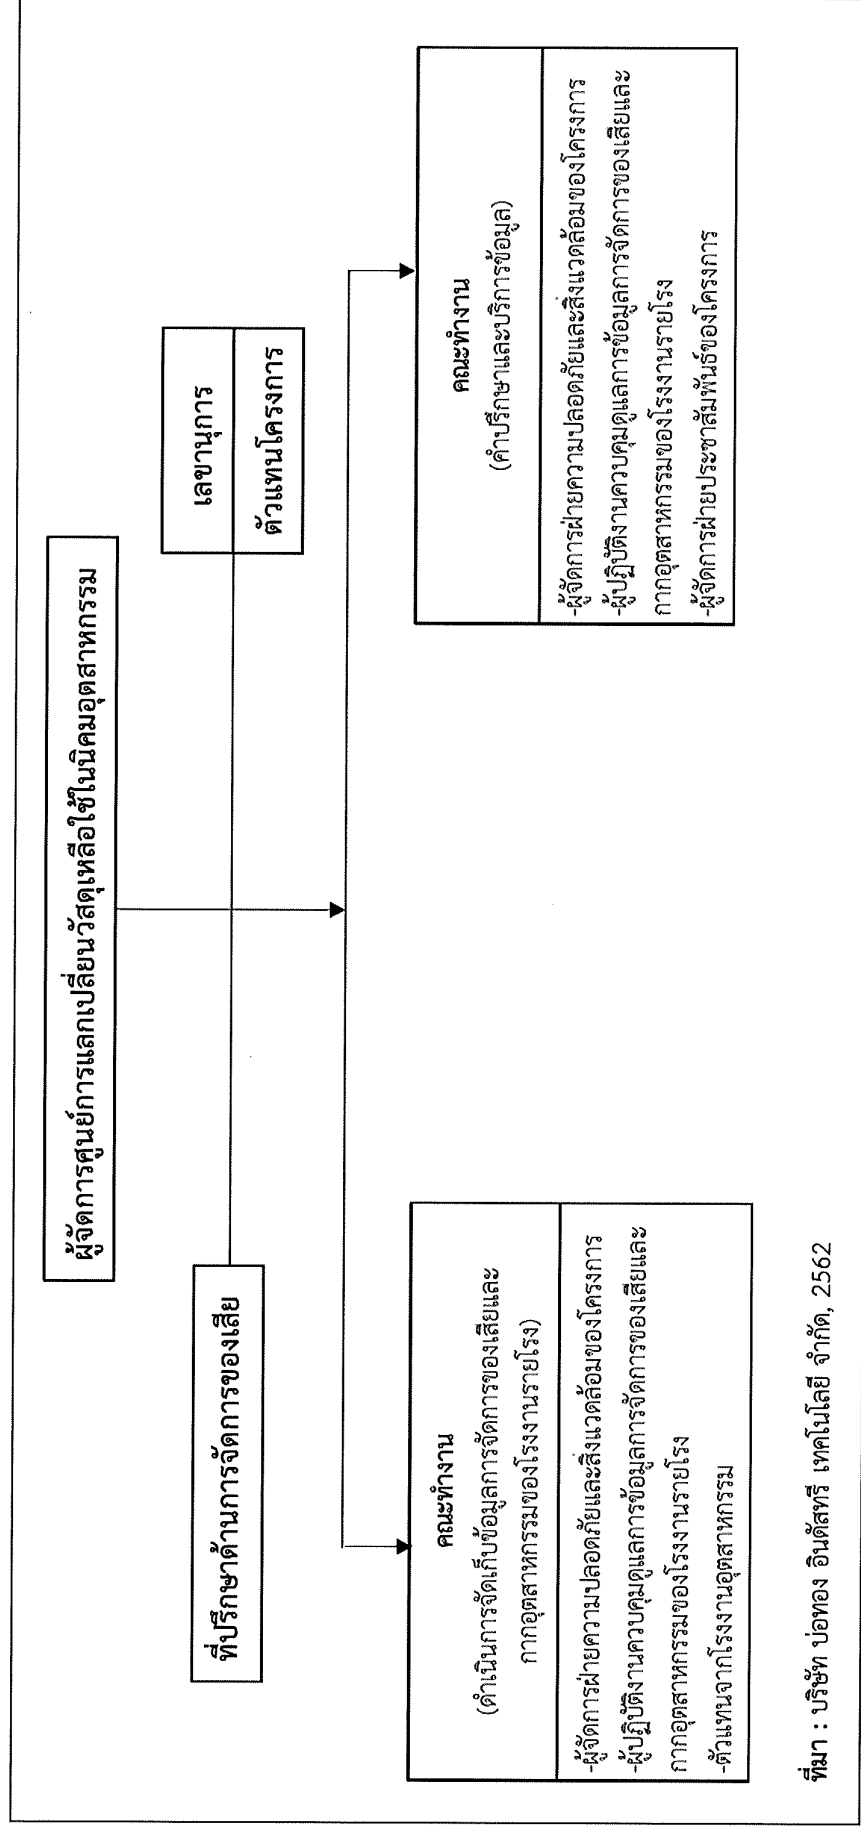 ผู้จัดการศูนย์การแลกเปลี่ยนวัสดุเหลือใช้ในนิคมอุตสาหกรรม
ที่ปรึกษาด้านการจัดการของเสีย
เลขานุการ
ตัวแทนโครงการ
คณะทำงาน
(ดำเนินการจัดเก็บข้อมูลการจัดการของเสียและ
กากอุตสาหกรรมของโรงงานรายโรง)
-ผู้จัดการฝ่ายความปลอดภัยและสิ่งแวดล้อมของโครงการ
-ผู้ปฏิบัติงานควบคุมดูแลการข้อมูลการจัดการของเสียและ
กากอุตสาหกรรมของโรงงานรายโรง
-ตัวแทนจากโรงงานอุตสาหกรรม
คณะทำงาน
(คำปรึกษาและบริการข้อมูล)
-ผู้จัดการฝ่ายความปลอดภัยและสิ่งแวดล้อมของโครงการ
-ผู้ปฏิบัติงานควบคุมดูแลการข้อมูลการจัดการของเสียและ
กากอุตสาหกรรมของโรงงานรายโรง
-ผู้จัดการฝ่ายประชาสัมพันธ์ของโครงการ
ที่มา : บริษัท บ่อทอง อินดัสทรี เทคโนโลยี จำกัด, 2562